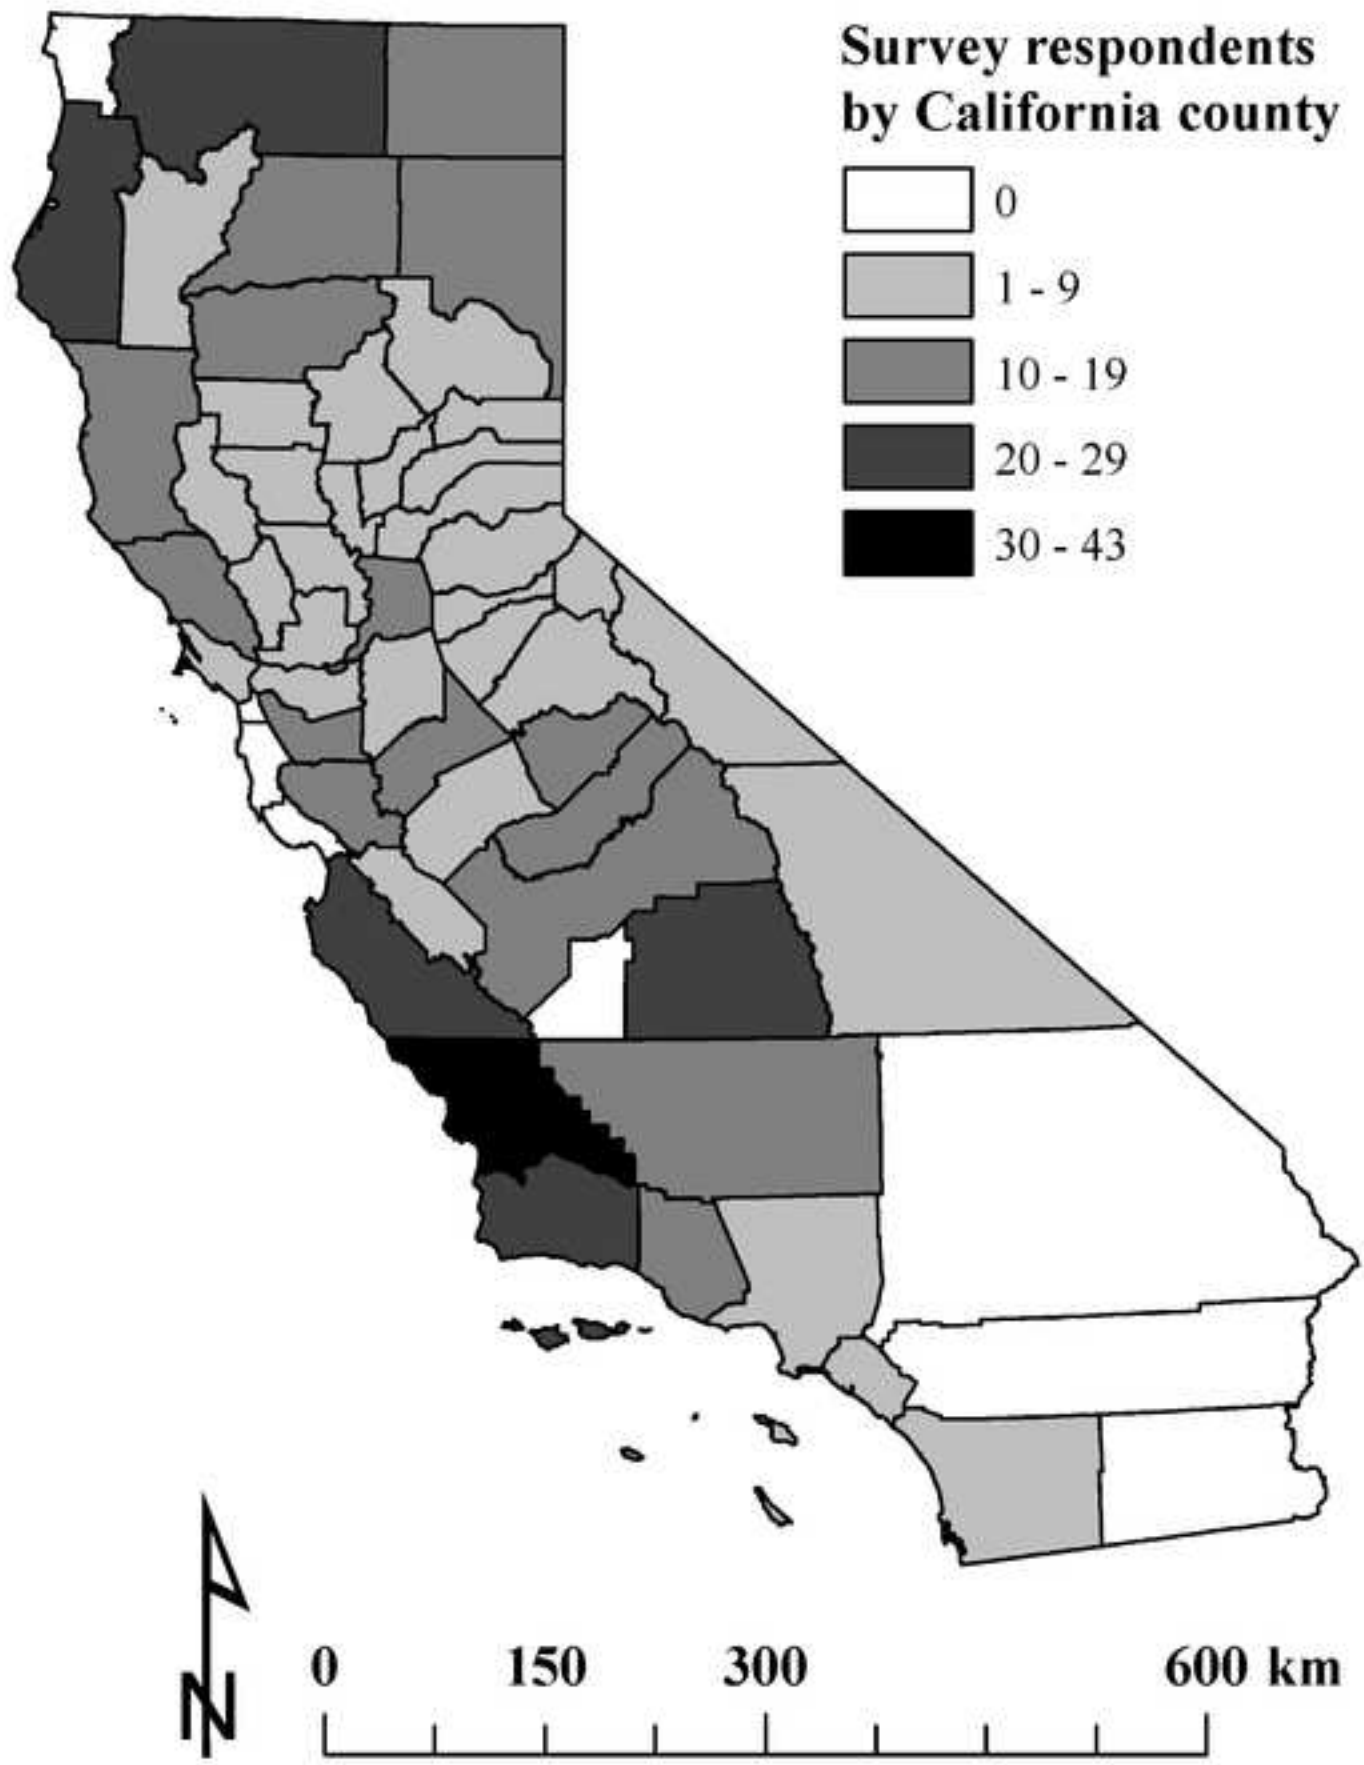 Survey respondents
by California county
0
1 - 9
10 - 19
20 - 29
30 - 43
N
0 150 300 600 km